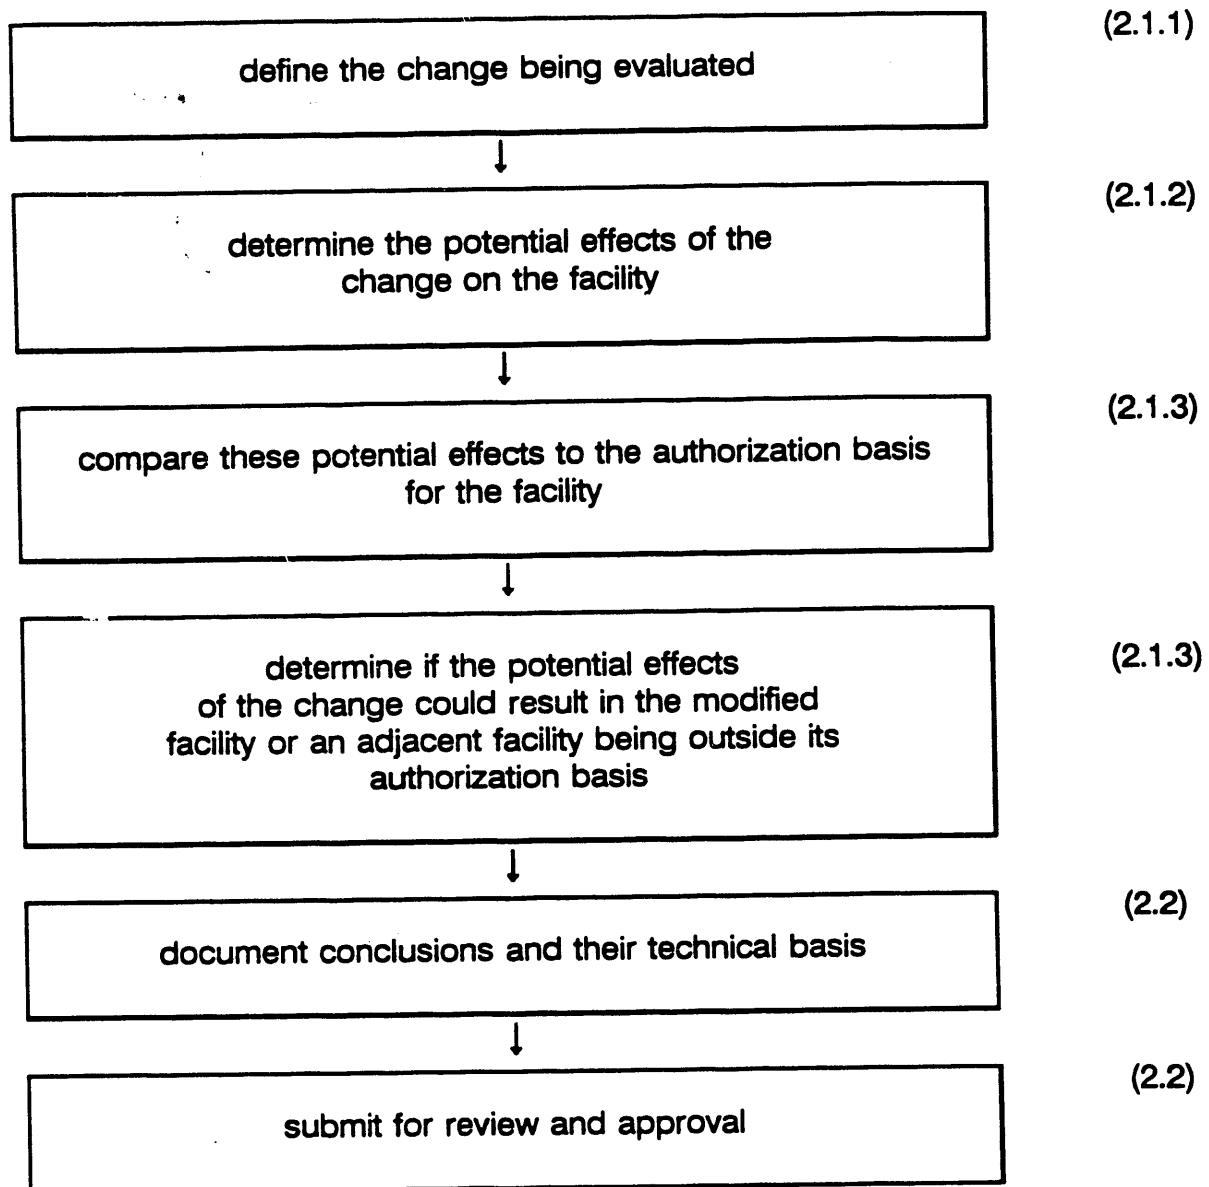 (2.1.1)
define the change being evaluated
(2.1.2)
determine the potential effects of the
change on the facility
(2.1.3)
compare these potential effects to the authorization basis
for the facility
(2.1.3)
determine if the potential effects
of the change could result in the modified
facility or an adjacent facility being outside its
authorization basis
(2.2)
document conclusions and their technical basis
(2.2)
submit for review and approval